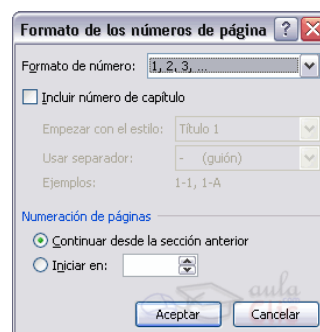 Formato de los números de página
Formato de número: 1, 2, 3, ...
Incluir número de capítulo
Empezar con el estilo: Título 1
Usar separador: - (guión)
Ejemplos: 1-1, 1-A
Numeración de páginas
Continuar desde la sección anterior
Iniciar en:
aula
Aceptar Cancelar